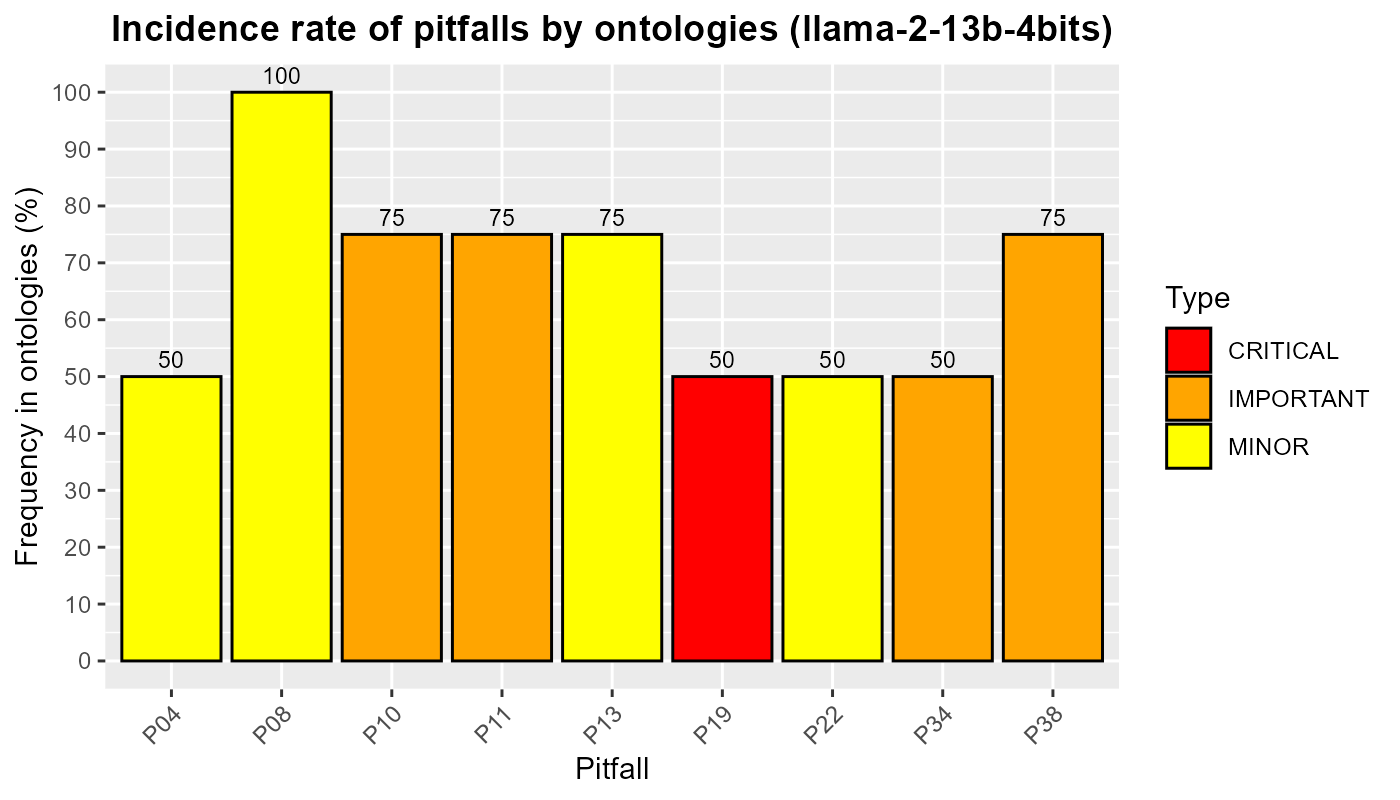 Incidence rate of pitfalls by ontologies (llama-2-13b-4bits)
Frequency in ontologies (%)
100
90
80
70
60
50
40
30
20
10
0
50
100
75
75
75
50
50
50
75
P04
P08
P10
P11
P13
P19
P22
P34
P38
Pitfall
Type
CRITICAL
IMPORTANT
MINOR